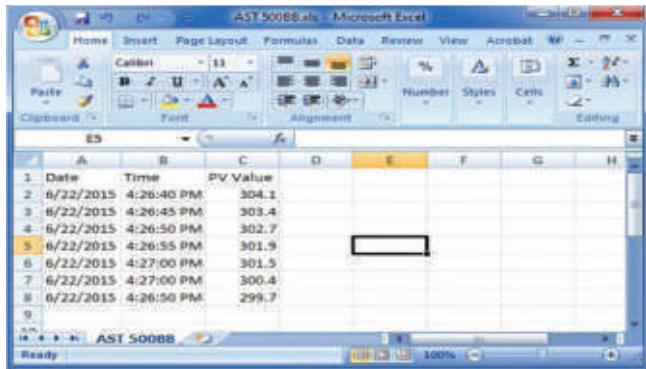 AST 500BB.xls - Microsoft Excel
Home Insert Page Layout Formulas Data Review View Acrobat
Calibri 11
B I U A A
Paste Number Styles Cells
Clipboard Font Alignment Editing
E5 fx
A B C D E F G H
1 Date Time PV Value
2 6/22/2015 4:26:40 PM 304.1
3 6/22/2015 4:26:45 PM 303.4
4 6/22/2015 4:26:50 PM 302.7
5 6/22/2015 4:26:55 PM 301.9
6 6/22/2015 4:27:00 PM 301.5
7 6/22/2015 4:27:00 PM 300.4
8 6/22/2015 4:26:50 PM 299.7
9
AST 500BB
Ready 100%